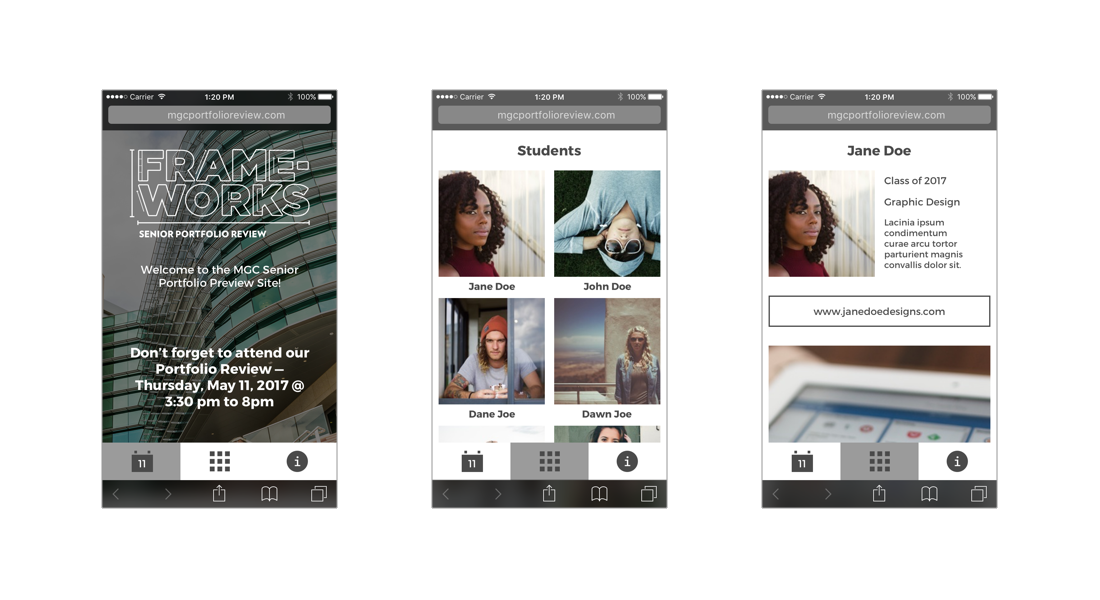 Carrier 1:20 PM 100%
mgcportfolioreview.com
FRAME-
WORKS
SENIOR PORTFOLIO REVIEW
Welcome to the MGC Senior
Portfolio Preview Site!
Don't forget to attend our
Portfolio Review —
Thursday, May 11, 2017 @
3:30 pm to 8pm
11
i
Carrier 1:20 PM 100%
mgcportfolioreview.com
Students
Jane Doe
John Doe
Dane Joe
Dawn Joe
11
i
Carrier 1:20 PM 100%
mgcportfolioreview.com
Jane Doe
Class of 2017
Graphic Design
Lacinia ipsum
condimentum
curae arcu tortor
parturient magnis
convallis dolor sit.
www.janedoedesigns.com
11
i